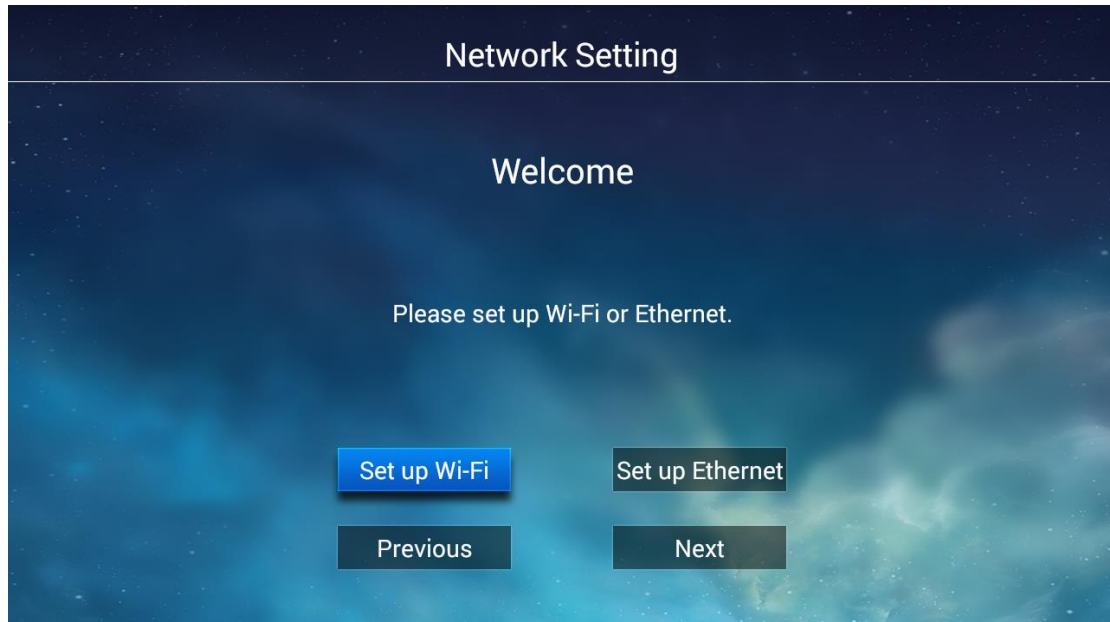 Network Setting
Welcome
Please set up Wi-Fi or Ethernet.
Set up Wi-Fi
Set up Ethernet
Previous
Next